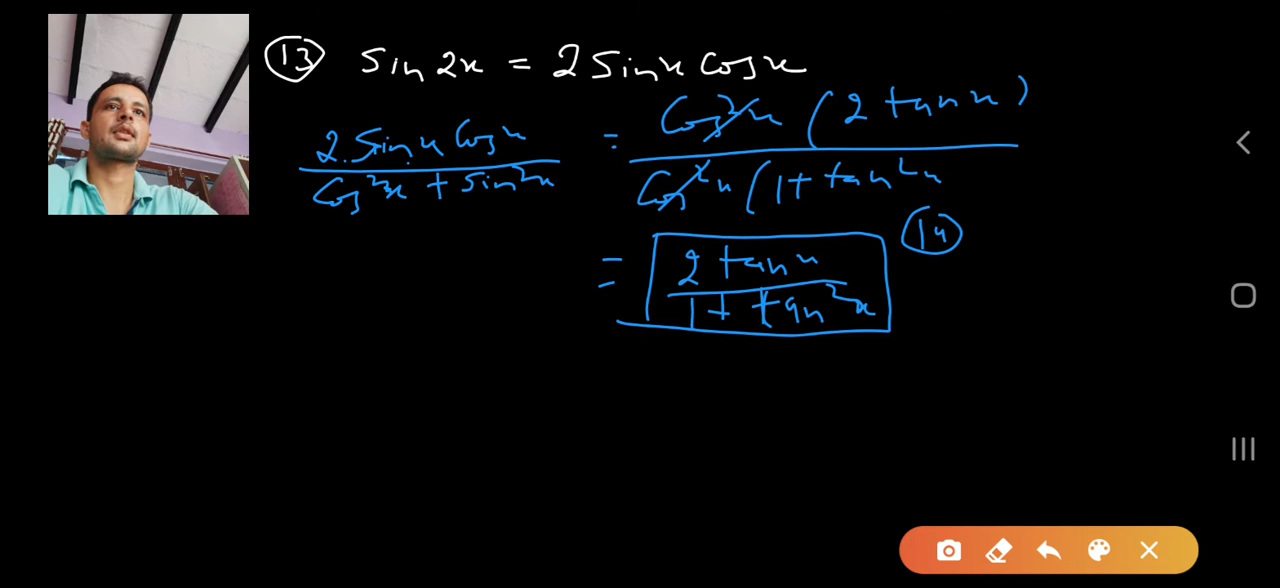 (13) sin 2x = 2 sin x cos x
2. sin x cos x / cos²x + sin²x = cos²x (2 tan x) / cos²x (1 + tan²x
= 2 tan x / 1 + tan²x (14)